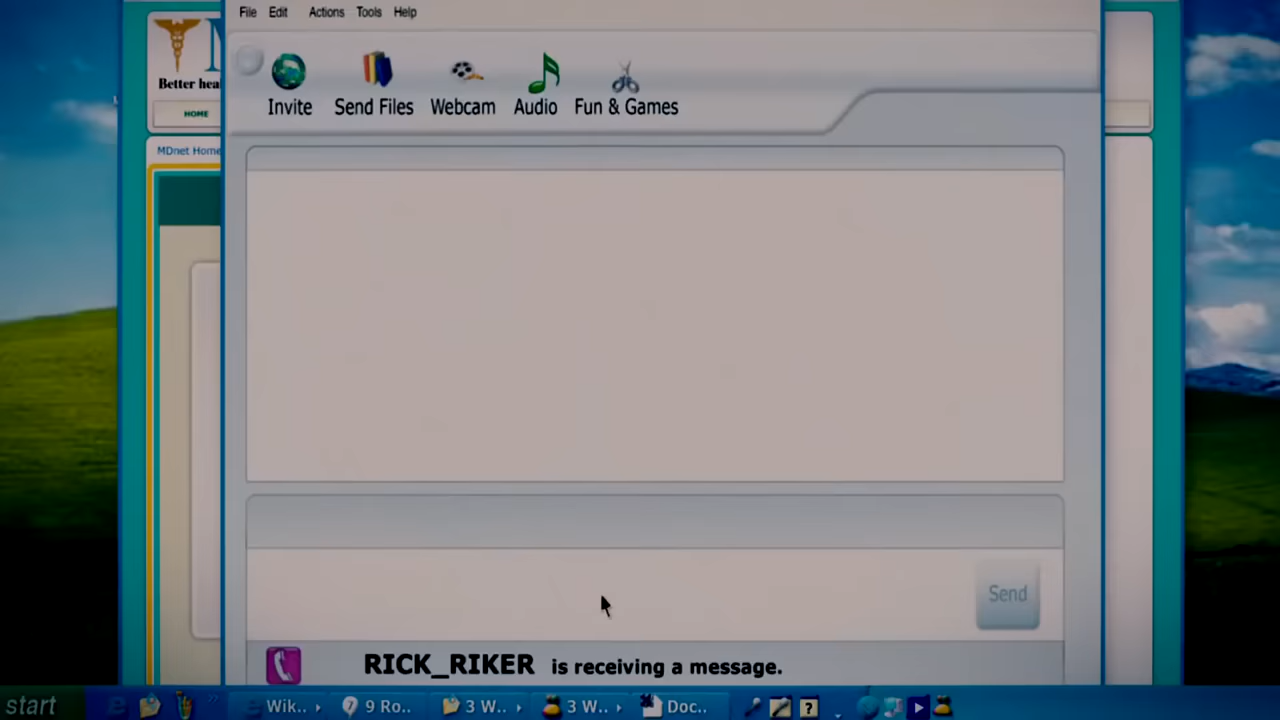 File Edit Actions Tools Help
Better hea
HOME
Invite Send Files Webcam Audio Fun & Games
MDnet Home
Send
RICK_RIKER is receiving a message.
start Wik.. 9 Ro.. 3 W.. 3 W.. Doc..